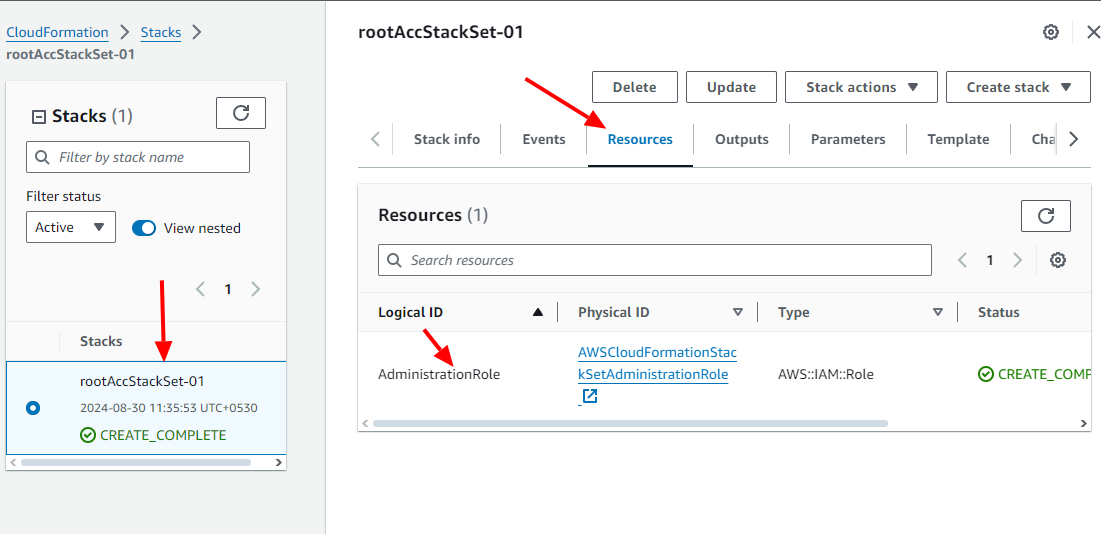 CloudFormation > Stacks >
rootAccStackSet-01
Stacks (1)
Filter by stack name
Filter status
Active
View nested
1
Stacks
rootAccStackSet-01
2024-08-30 11:35:53 UTC+0530
CREATE_COMPLETE
rootAccStackSet-01
Delete
Update
Stack actions
Create stack
Stack info
Events
Resources
Outputs
Parameters
Template
Cha
Resources (1)
Search resources
1
Logical ID
Physical ID
Type
Status
AdministrationRole
AWSCloudFormationStac
kSetAdministrationRole
AWS::IAM::Role
CREATE_COMP